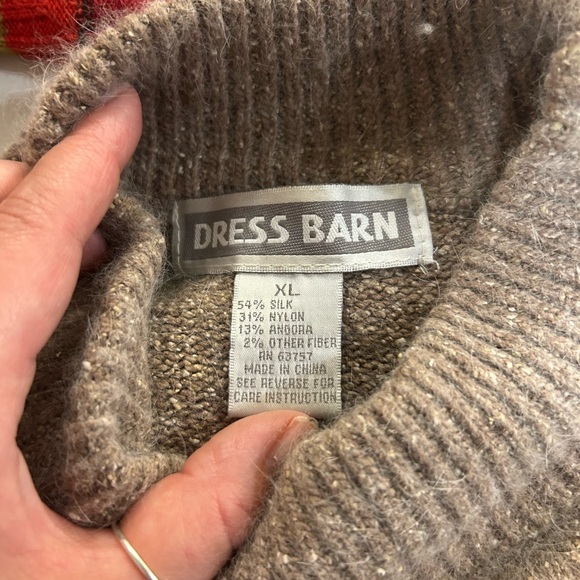 DRESS BARN
XL
54% SILK
31% NYLON
13% ANGORA
2% OTHER FIBER
RN 63757
MADE IN CHINA
SEE REVERSE FOR
CARE INSTRUCTION